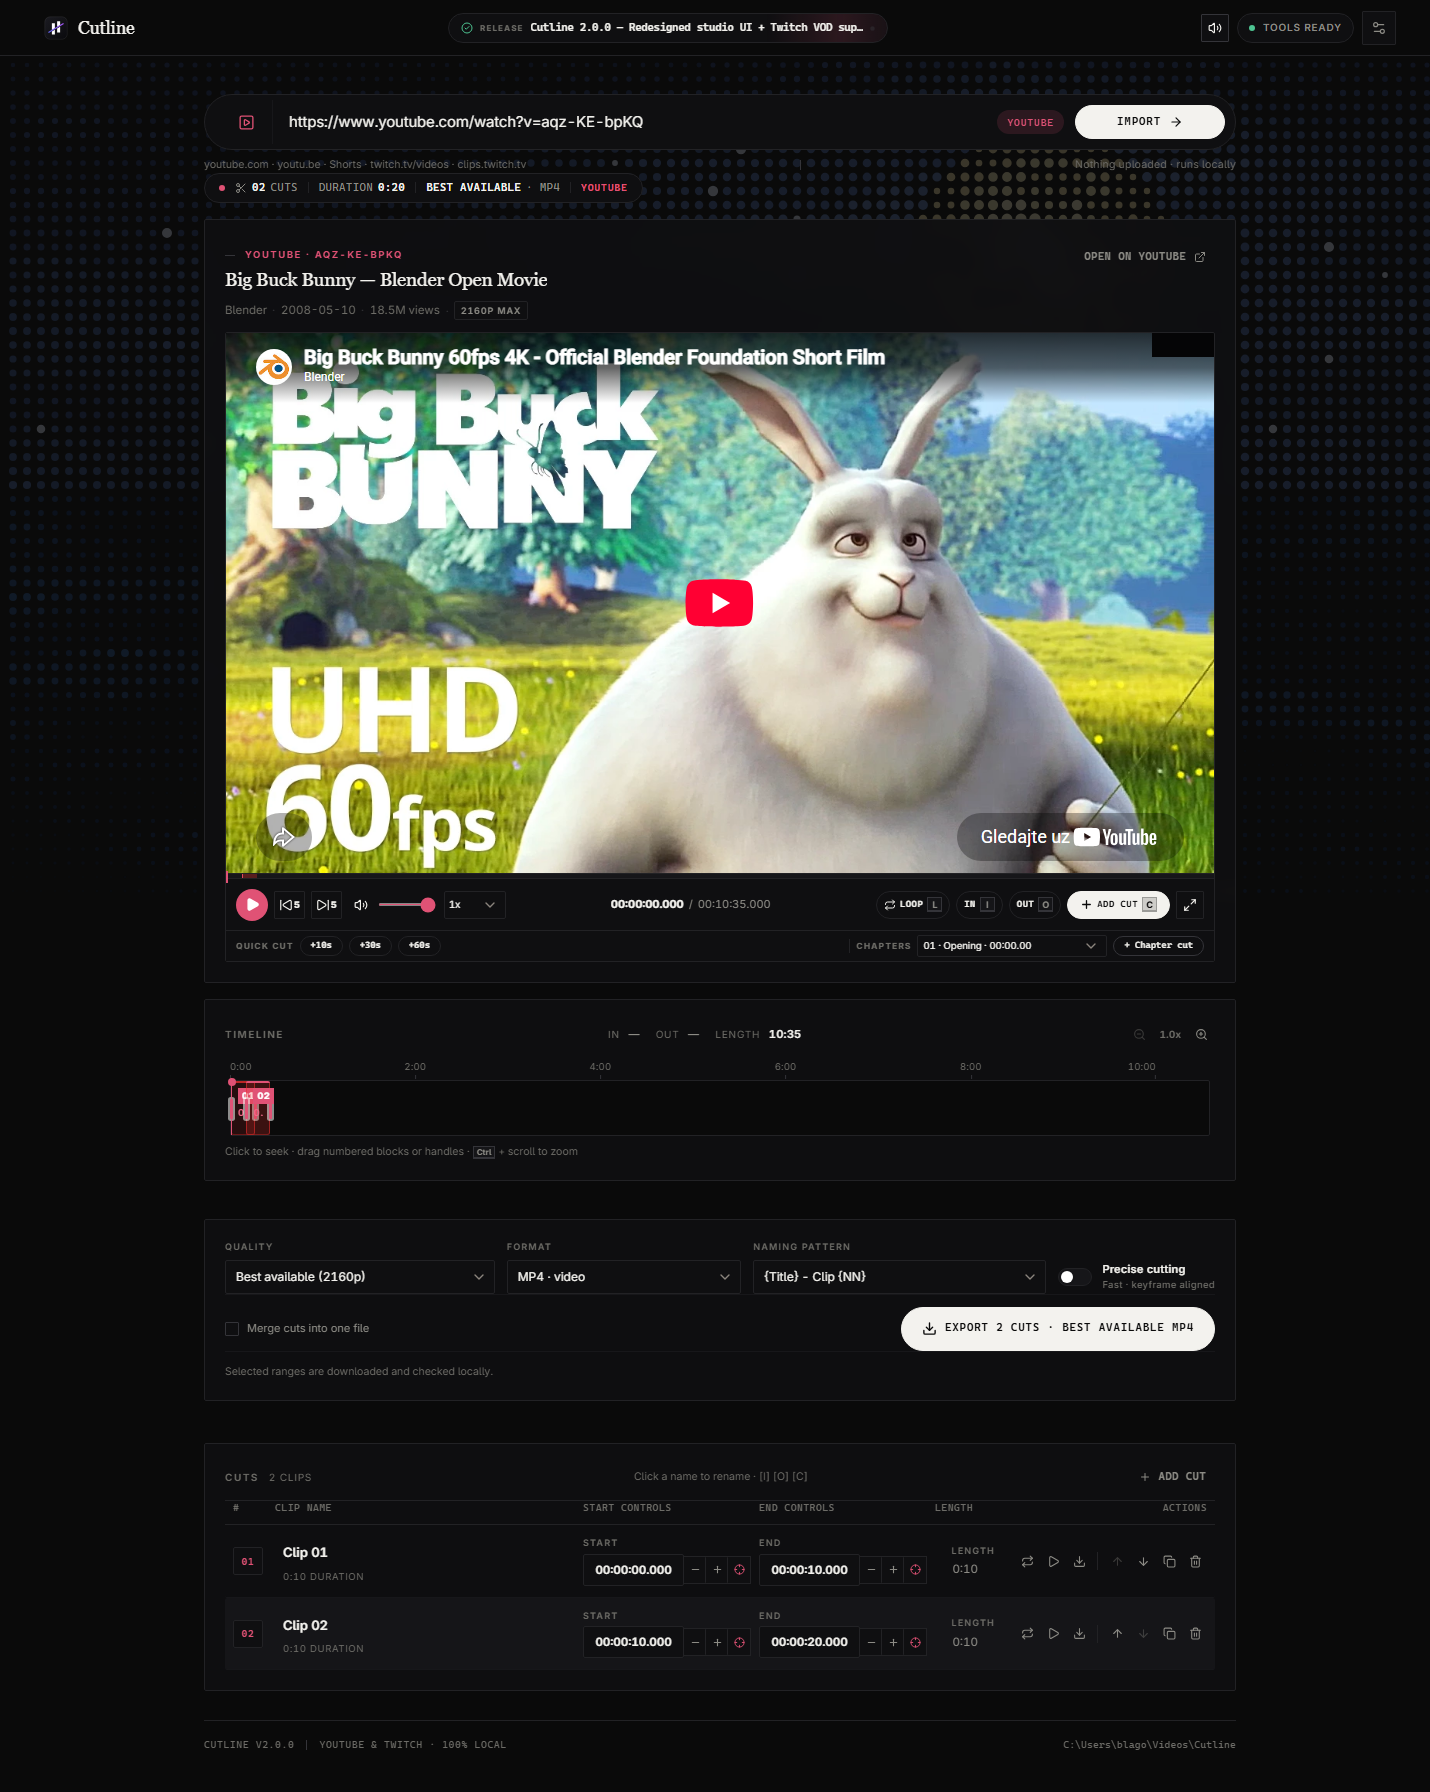 Cutline
RELEASE Cutline 2.0.0 — Redesigned studio UI + Twitch VOD sup…
TOOLS READY
https://www.youtube.com/watch?v=aqz-KE-bpKQ
YOUTUBE
IMPORT
youtube.com · youtu.be · Shorts · twitch.tv/videos · clips.twitch.tv
Nothing uploaded · runs locally
02 CUTS | DURATION 0:20 | BEST AVAILABLE · MP4 | YOUTUBE
— YOUTUBE · AQZ-KE-BPKQ
OPEN ON YOUTUBE
Big Buck Bunny — Blender Open Movie
Blender · 2008-05-10 · 18.5M views · 2160P MAX
Big Buck Bunny 60fps 4K - Official Blender Foundation Short Film
Blender
Big Buck
BUNNY
UHD
60fps
Gledajte uz YouTube
5 5 1x 00:00:00.000 / 00:10:35.000 LOOP L IN I OUT O + ADD CUT C
QUICK CUT +10s +30s +60s CHAPTERS 01 · Opening · 00:00.00 + Chapter cut
TIMELINE IN — OUT — LENGTH 10:35 1.0x
0:00 2:00 4:00 6:00 8:00 10:00
01 02
Click to seek · drag numbered blocks or handles · Ctrl + scroll to zoom
QUALITY FORMAT NAMING PATTERN
Best available (2160p) MP4 · video {Title} - Clip {NN}
Precise cutting
Fast · keyframe aligned
Merge cuts into one file
EXPORT 2 CUTS · BEST AVAILABLE MP4
Selected ranges are downloaded and checked locally.
CUTS 2 CLIPS Click a name to rename · [I] [O] [C] + ADD CUT
# CLIP NAME START CONTROLS END CONTROLS LENGTH ACTIONS
START END
01 Clip 01 LENGTH
00:00:00.000 − + 00:00:10.000 − + 0:10
0:10 DURATION
START END
02 Clip 02 LENGTH
00:00:10.000 − + 00:00:20.000 − + 0:10
0:10 DURATION
CUTLINE V2.0.0 | YOUTUBE & TWITCH · 100% LOCAL
C:\Users\blago\Videos\Cutline